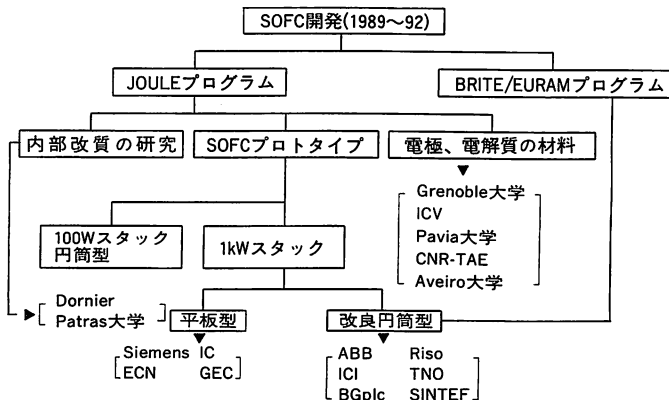 SOFC開発(1989〜92)
JOULEプログラム
BRITE/EURAMプログラム
内部改質の研究
SOFCプロトタイプ
電極、電解質の材料
Grenoble大学
ICV
Pavia大学
CNR-TAE
Aveiro大学
100Wスタック
円筒型
1kWスタック
Dornier
Patras大学
平板型
改良円筒型
Siemens IC
ECN GEC
ABB Riso
ICI TNO
BGplc SINTEF